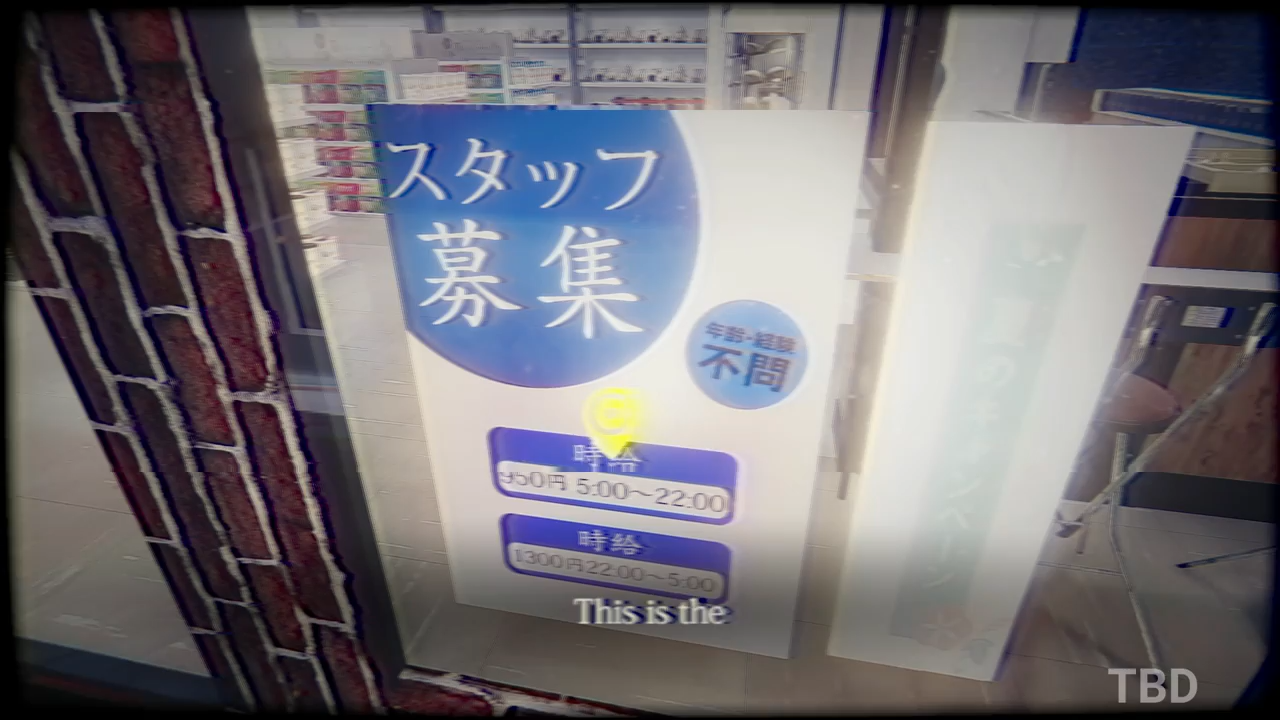 スタッフ
募集
年齢・経験
不問
時給
950円 5:00〜22:00
時給
1300円22:00〜5:00
This is the
TBD